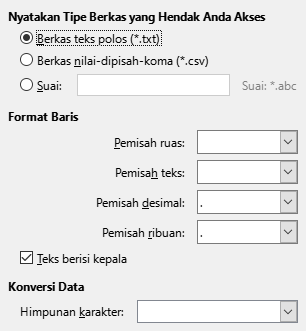 Nyatakan Tipe Berkas yang Hendak Anda Akses
Berkas teks polos (*.txt)
Berkas nilai-dipisah-koma (*.csv)
Suai: Suai: *.abc
Format Baris
Pemisah ruas:
Pemisah teks:
Pemisah desimal: .
Pemisah ribuan: .
Teks berisi kepala
Konversi Data
Himpunan karakter: